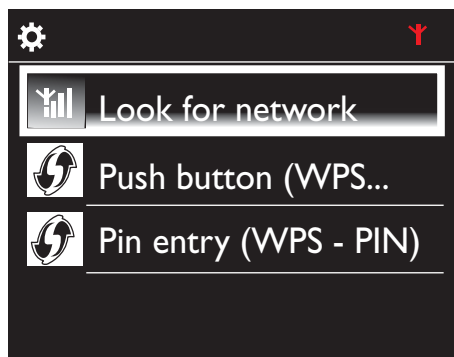 Look for network
Push button (WPS...
Pin entry (WPS - PIN)